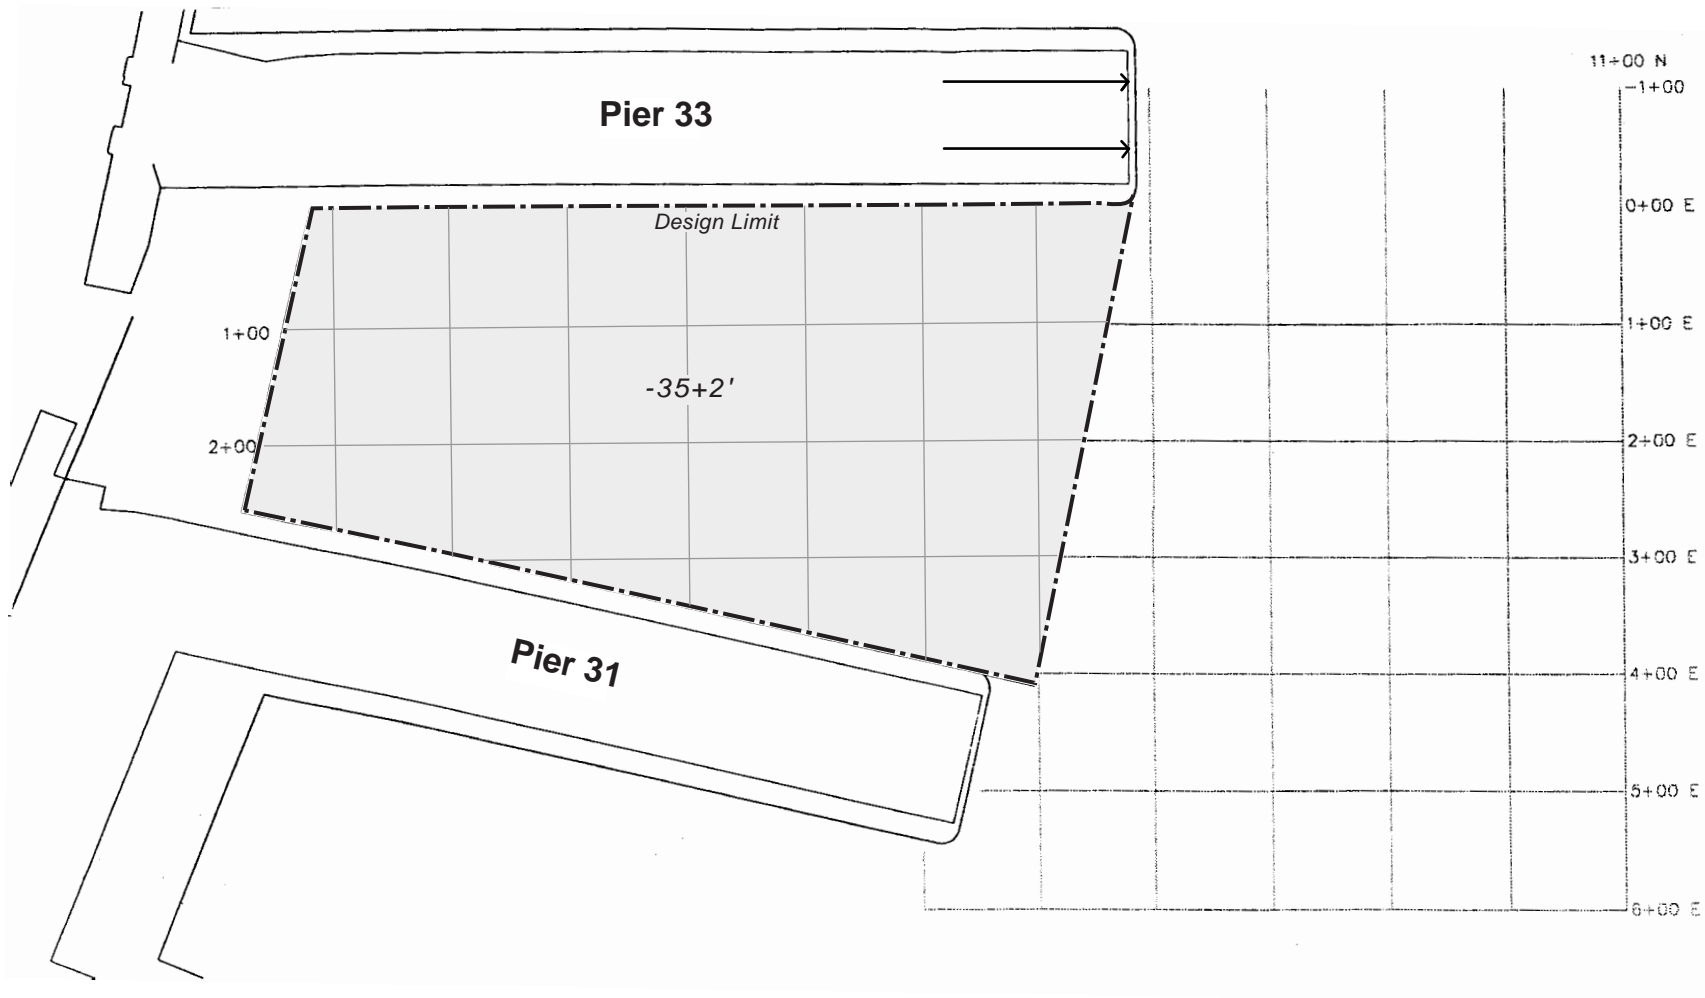 11+00 N
-1+00
Pier 33
0+00 E
Design Limit
1+00
1+00 E
-35+2'
2+00
2+00 E
3+00 E
Pier 31
4+00 E
5+00 E
6+00 E